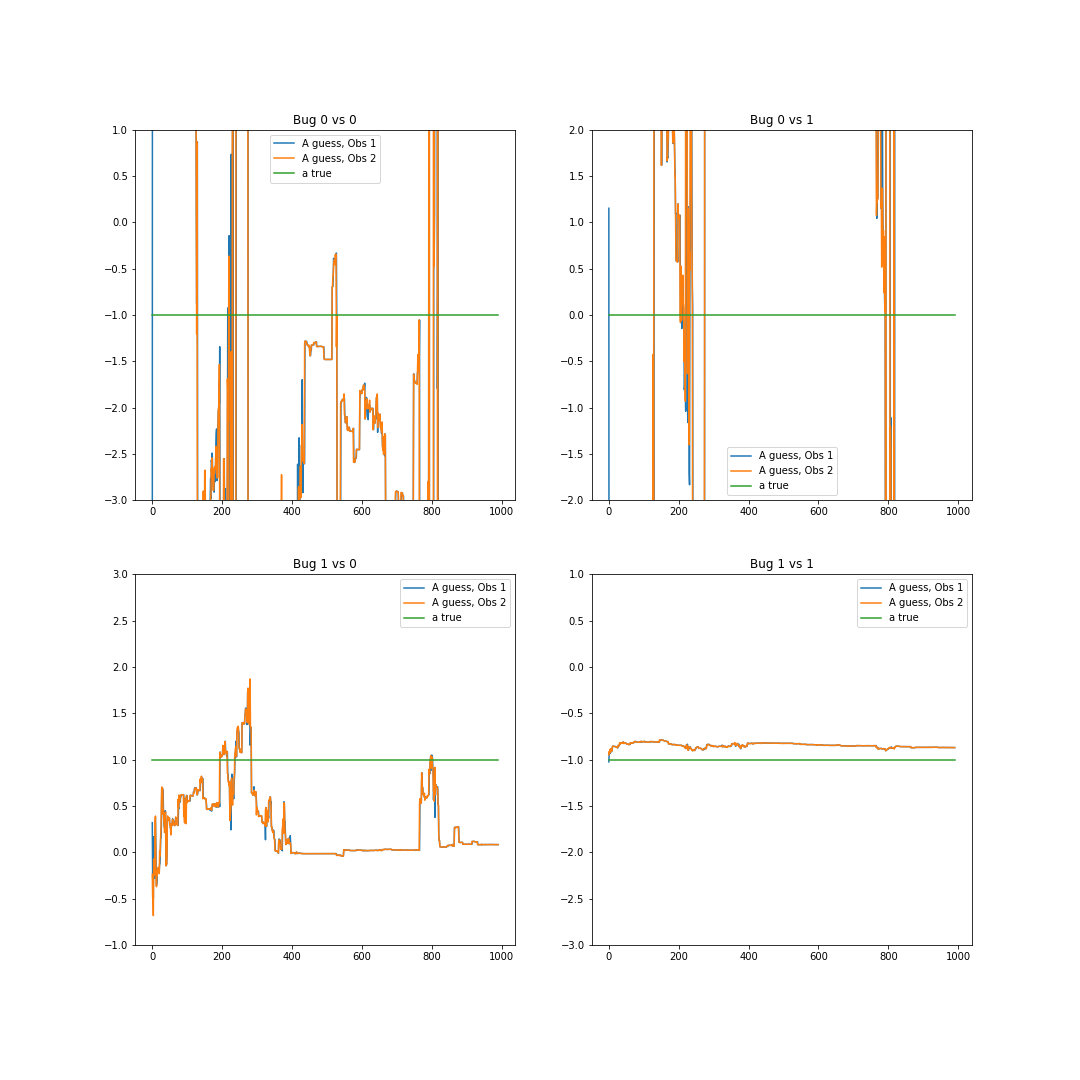 Bug 0 vs 0
1.0
0.5
0.0
−0.5
−1.0
−1.5
−2.0
−2.5
−3.0
0 200 400 600 800 1000
A guess, Obs 1
A guess, Obs 2
a true
Bug 0 vs 1
2.0
1.5
1.0
0.5
0.0
−0.5
−1.0
−1.5
−2.0
0 200 400 600 800 1000
A guess, Obs 1
A guess, Obs 2
a true
Bug 1 vs 0
3.0
2.5
2.0
1.5
1.0
0.5
0.0
−0.5
−1.0
0 200 400 600 800 1000
A guess, Obs 1
A guess, Obs 2
a true
Bug 1 vs 1
1.0
0.5
0.0
−0.5
−1.0
−1.5
−2.0
−2.5
−3.0
0 200 400 600 800 1000
A guess, Obs 1
A guess, Obs 2
a true